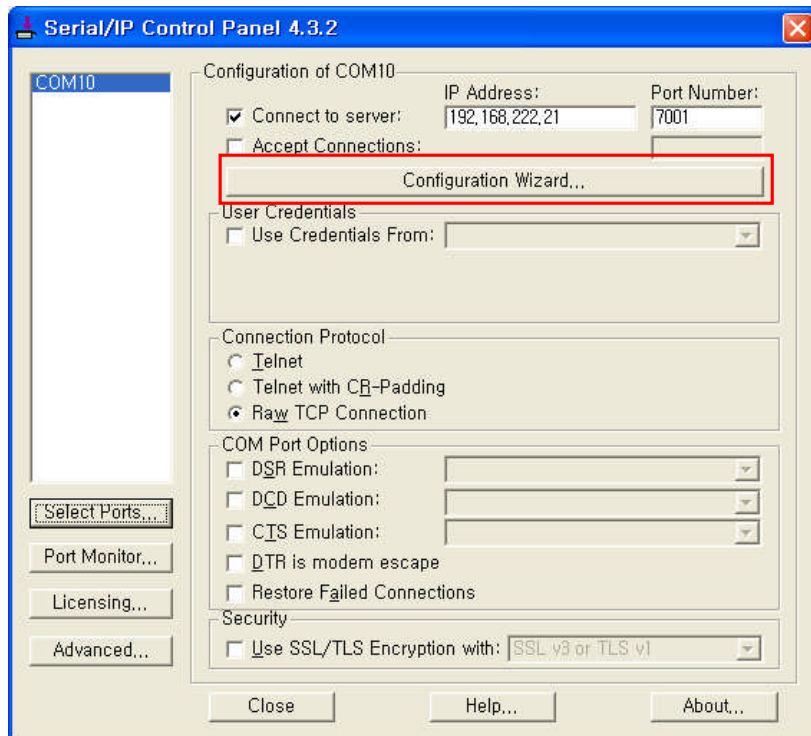 Serial/IP Control Panel 4.3.2
COM10
Configuration of COM10
IP Address:
Port Number:
Connect to server:
192,168,222,21
7001
Accept Connections:
Configuration Wizard,,,
User Credentials
Use Credentials From:
Connection Protocol
Telnet
Telnet with CR-Padding
Raw TCP Connection
COM Port Options
DSR Emulation:
DCD Emulation:
CTS Emulation:
DTR is modem escape
Restore Failed Connections
Security
Use SSL/TLS Encryption with:
SSL v3 or TLS v1
Select Ports,,,
Port Monitor,,,
Licensing,,,
Advanced,,,
Close
Help,,,
About,,,